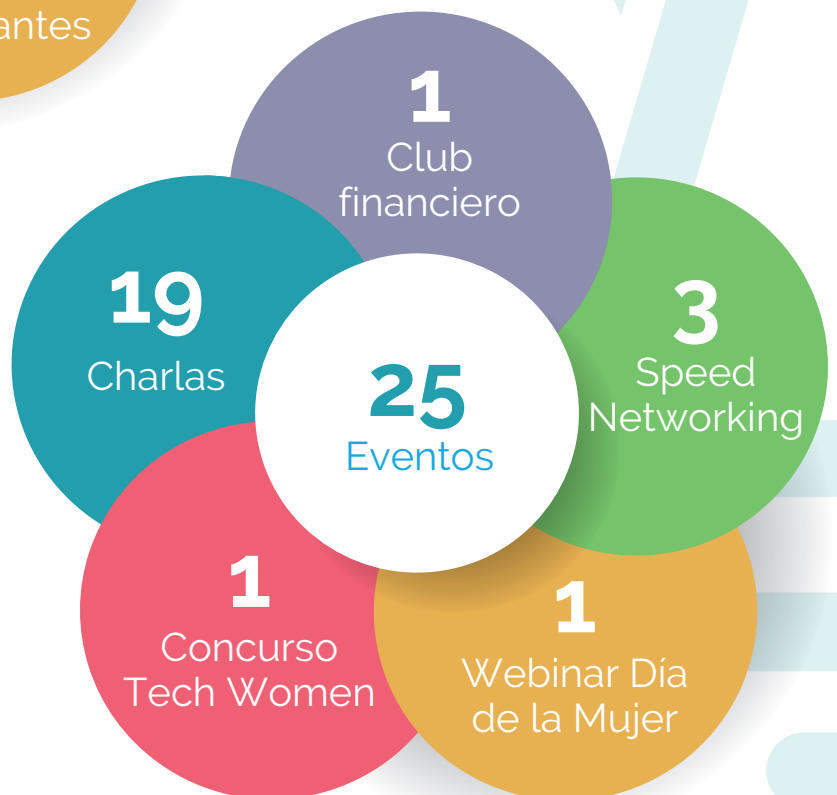 1
Club
financiero
19
Charlas
3
Speed
Networking
25
Eventos
1
Concurso
Tech Women
1
Webinar Día
de la Mujer